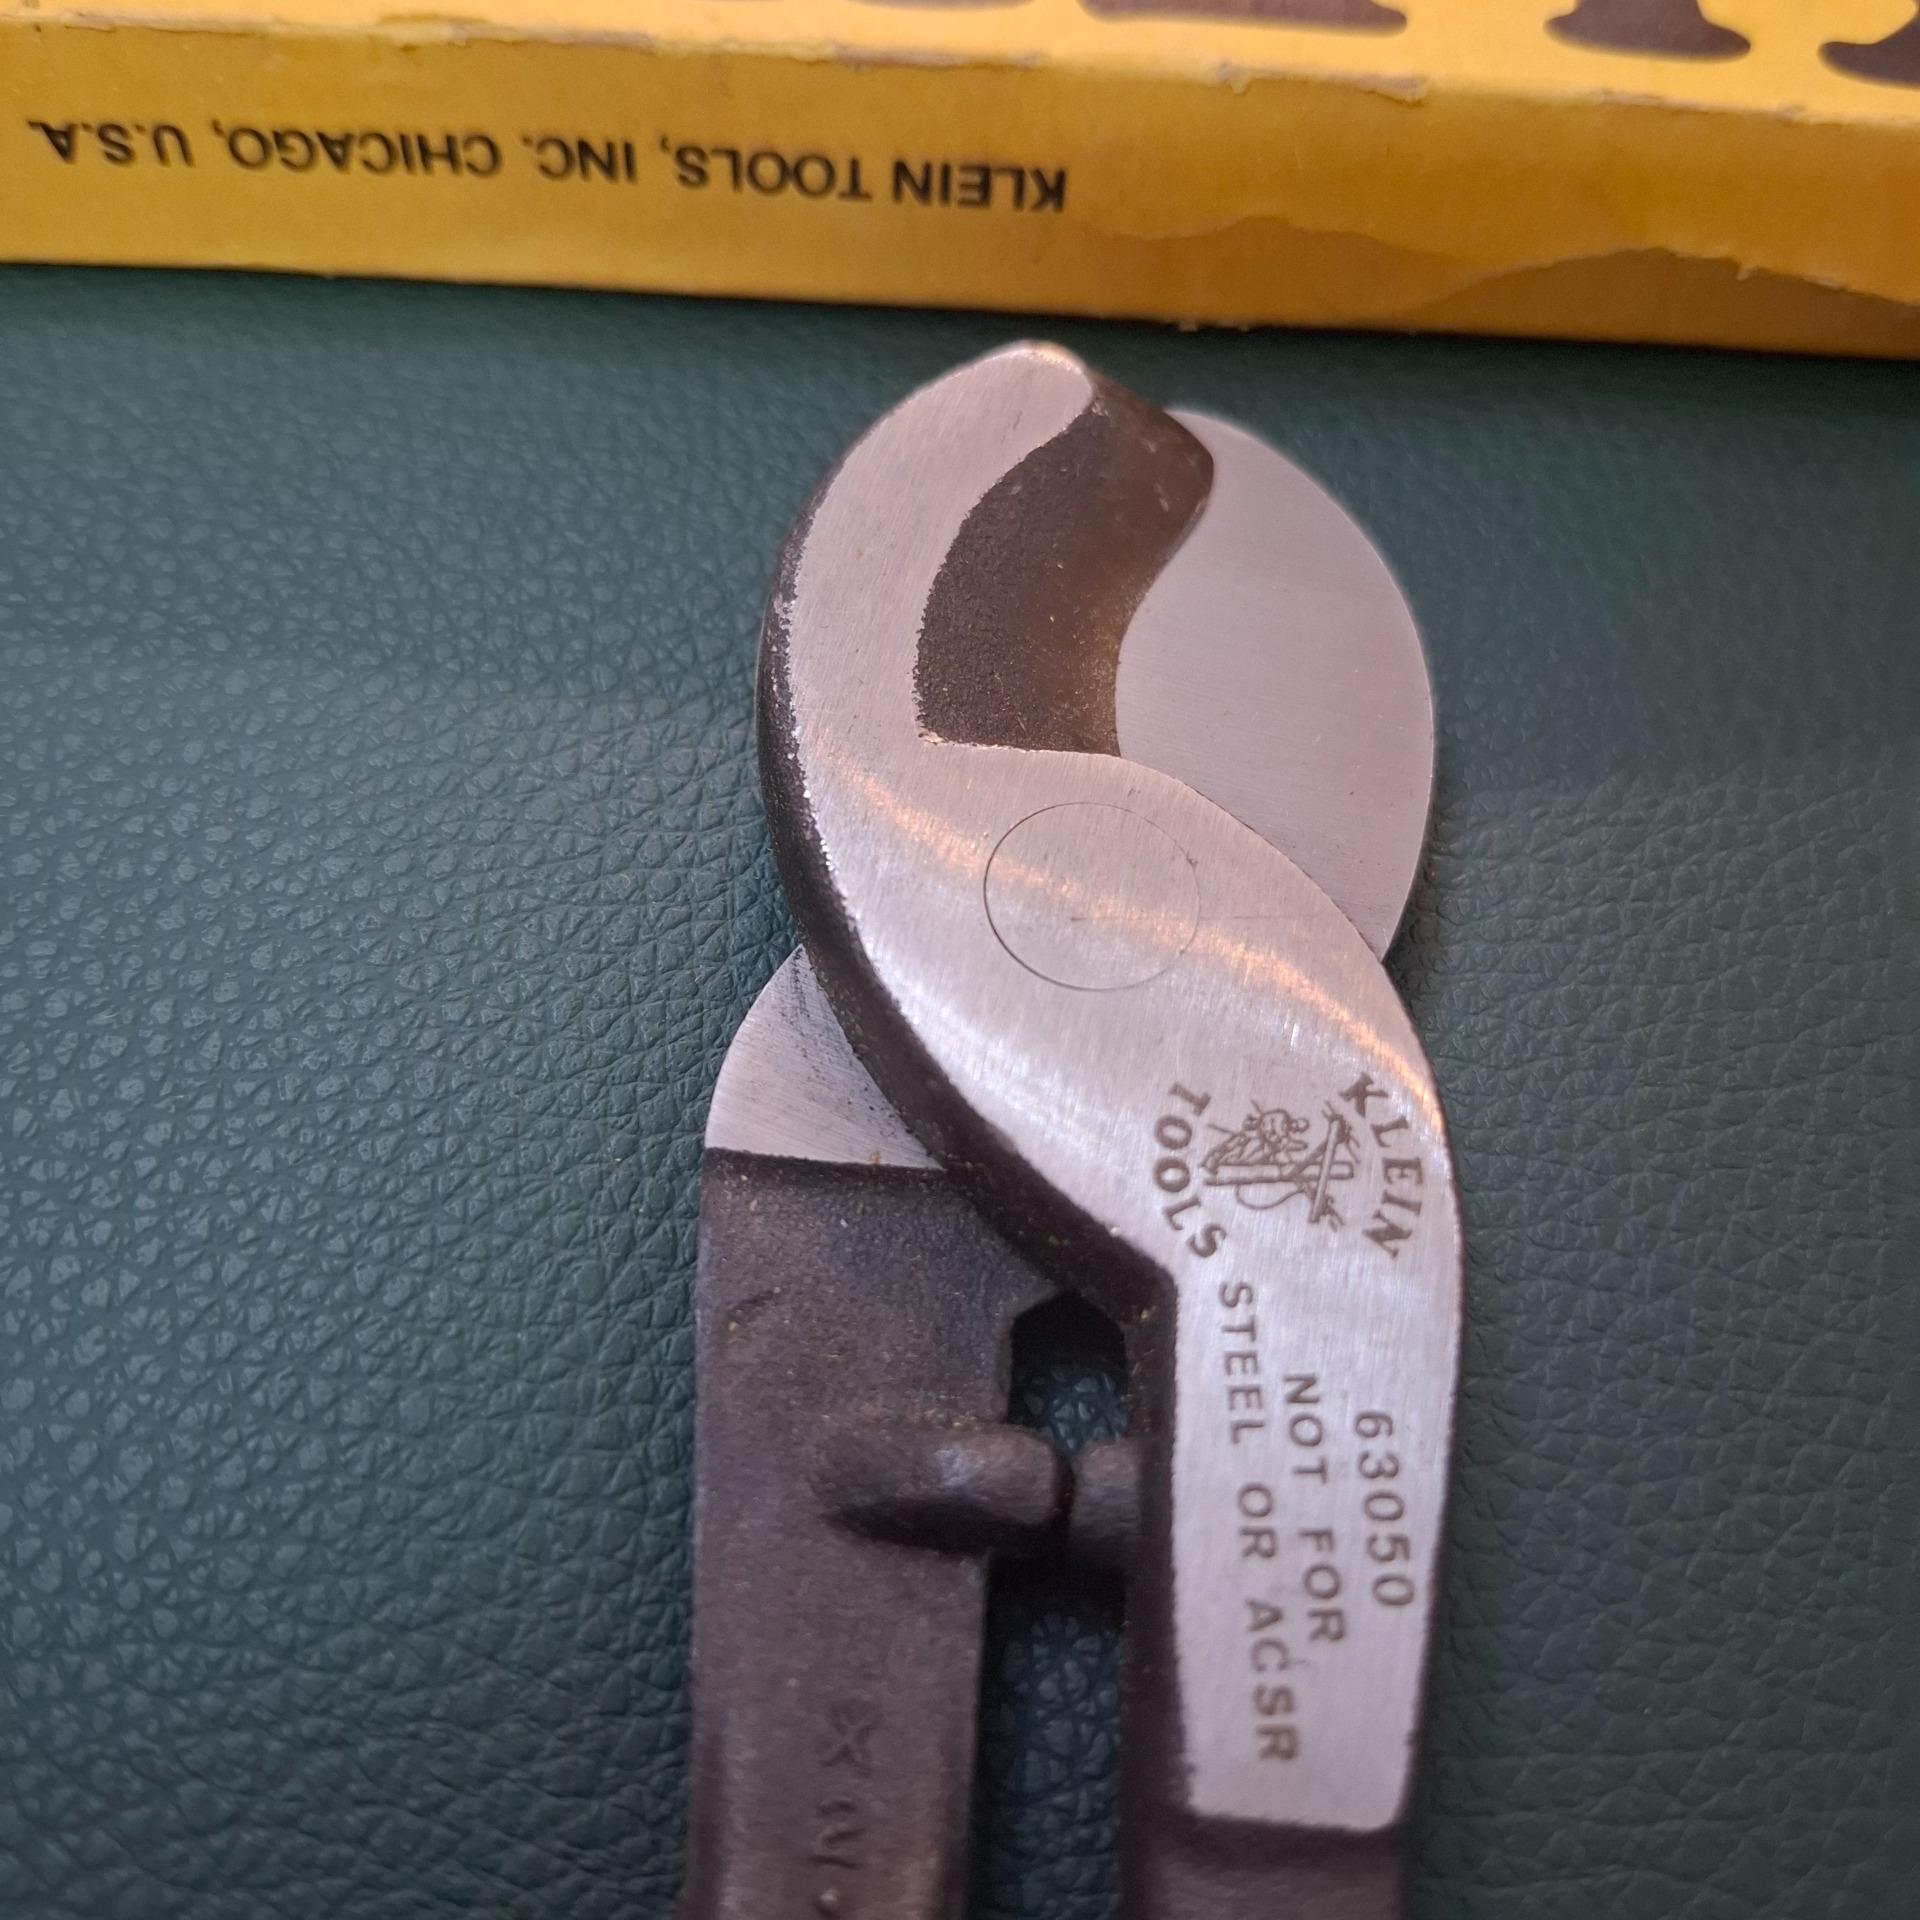 KLEIN TOOLS, INC. CHICAGO, U.S.A.
KLEIN
TOOLS
63050
NOT FOR
STEEL OR ACSR